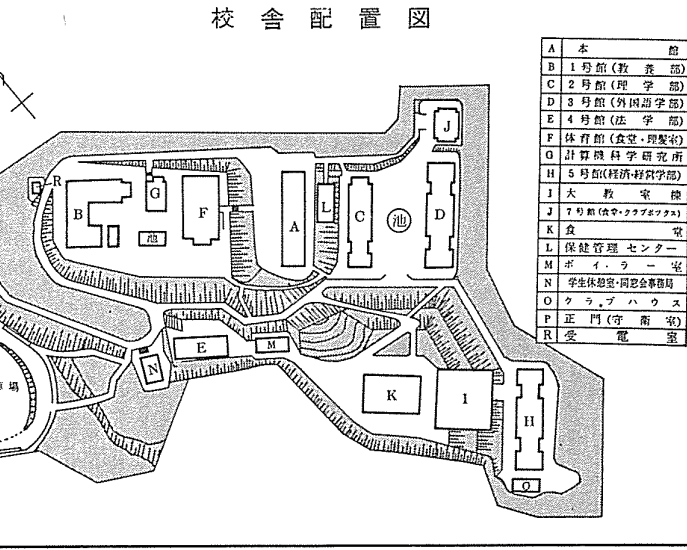 校舎配置図
A 本館
B 1号館(教養部)
C 2号館(理学部)
D 3号館(外国語学部)
E 4号館(法学部)
F 体育館(食堂・理髪室)
G 計算機科学研究所
H 5号館(経済・経営学部)
I 大教室棟
J 7号館(食堂・クラブボックス)
K 食堂
L 保健管理センター
M ボイラー室
N 学生休憩室・同窓会事務局
O クラブハウス
P 正門(守衛室)
R 受電室
J
R
G
B
F
L
A
C
池
D
池
E
M
N
場
K
I
H
O